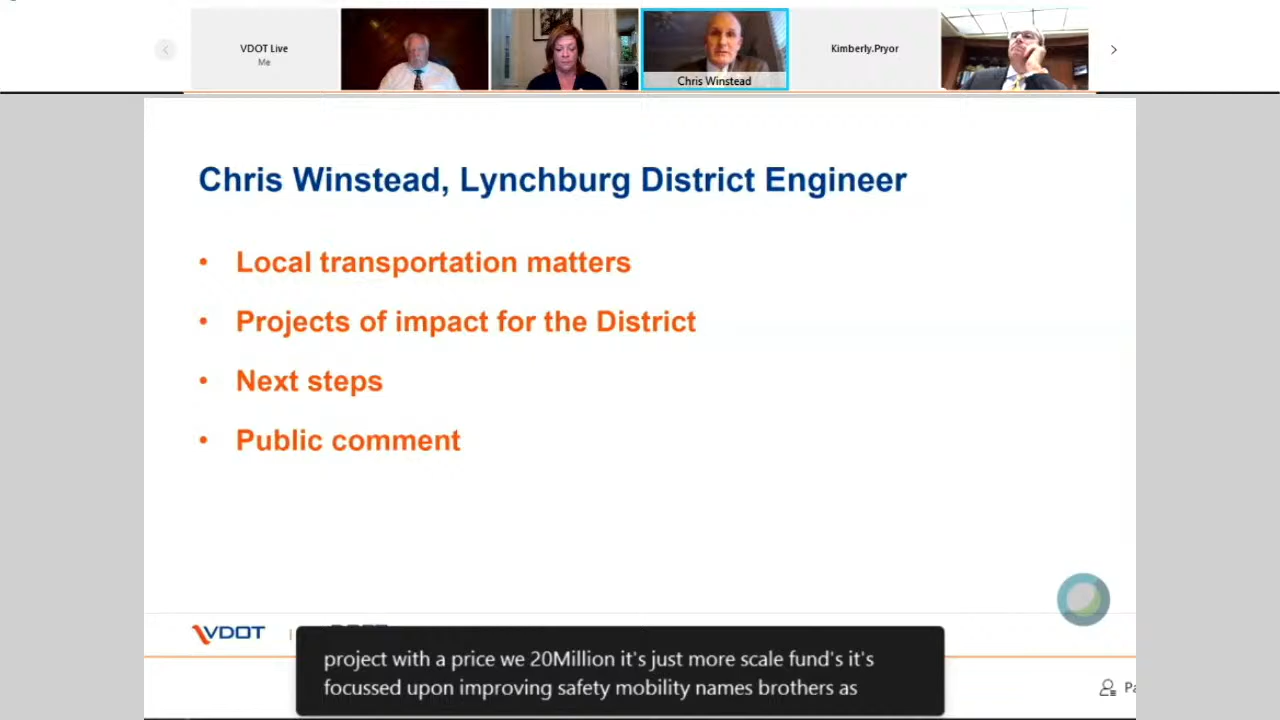 VDOT Live
Me
Chris Winstead
Kimberly.Pryor
Chris Winstead, Lynchburg District Engineer
• Local transportation matters
• Projects of impact for the District
• Next steps
• Public comment
VDOT
project with a price we 20Million it's just more scale fund's it's
focussed upon improving safety mobility names brothers as